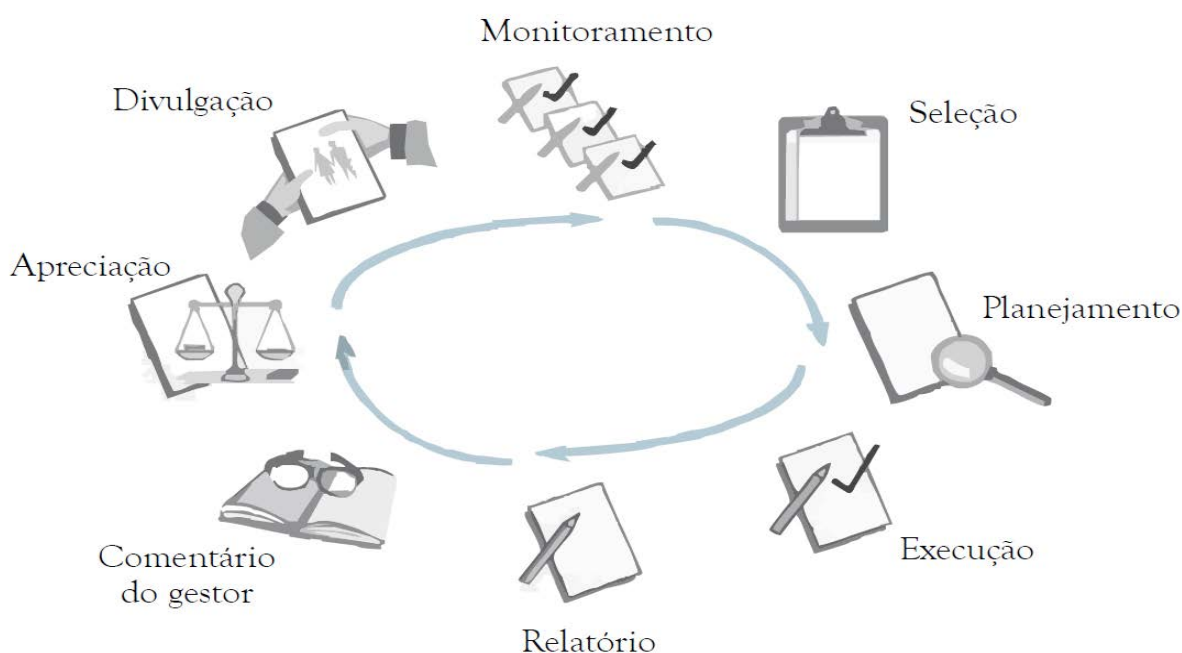 Monitoramento
Seleção
Planejamento
Execução
Relatório
Comentário
do gestor
Apreciação
Divulgação